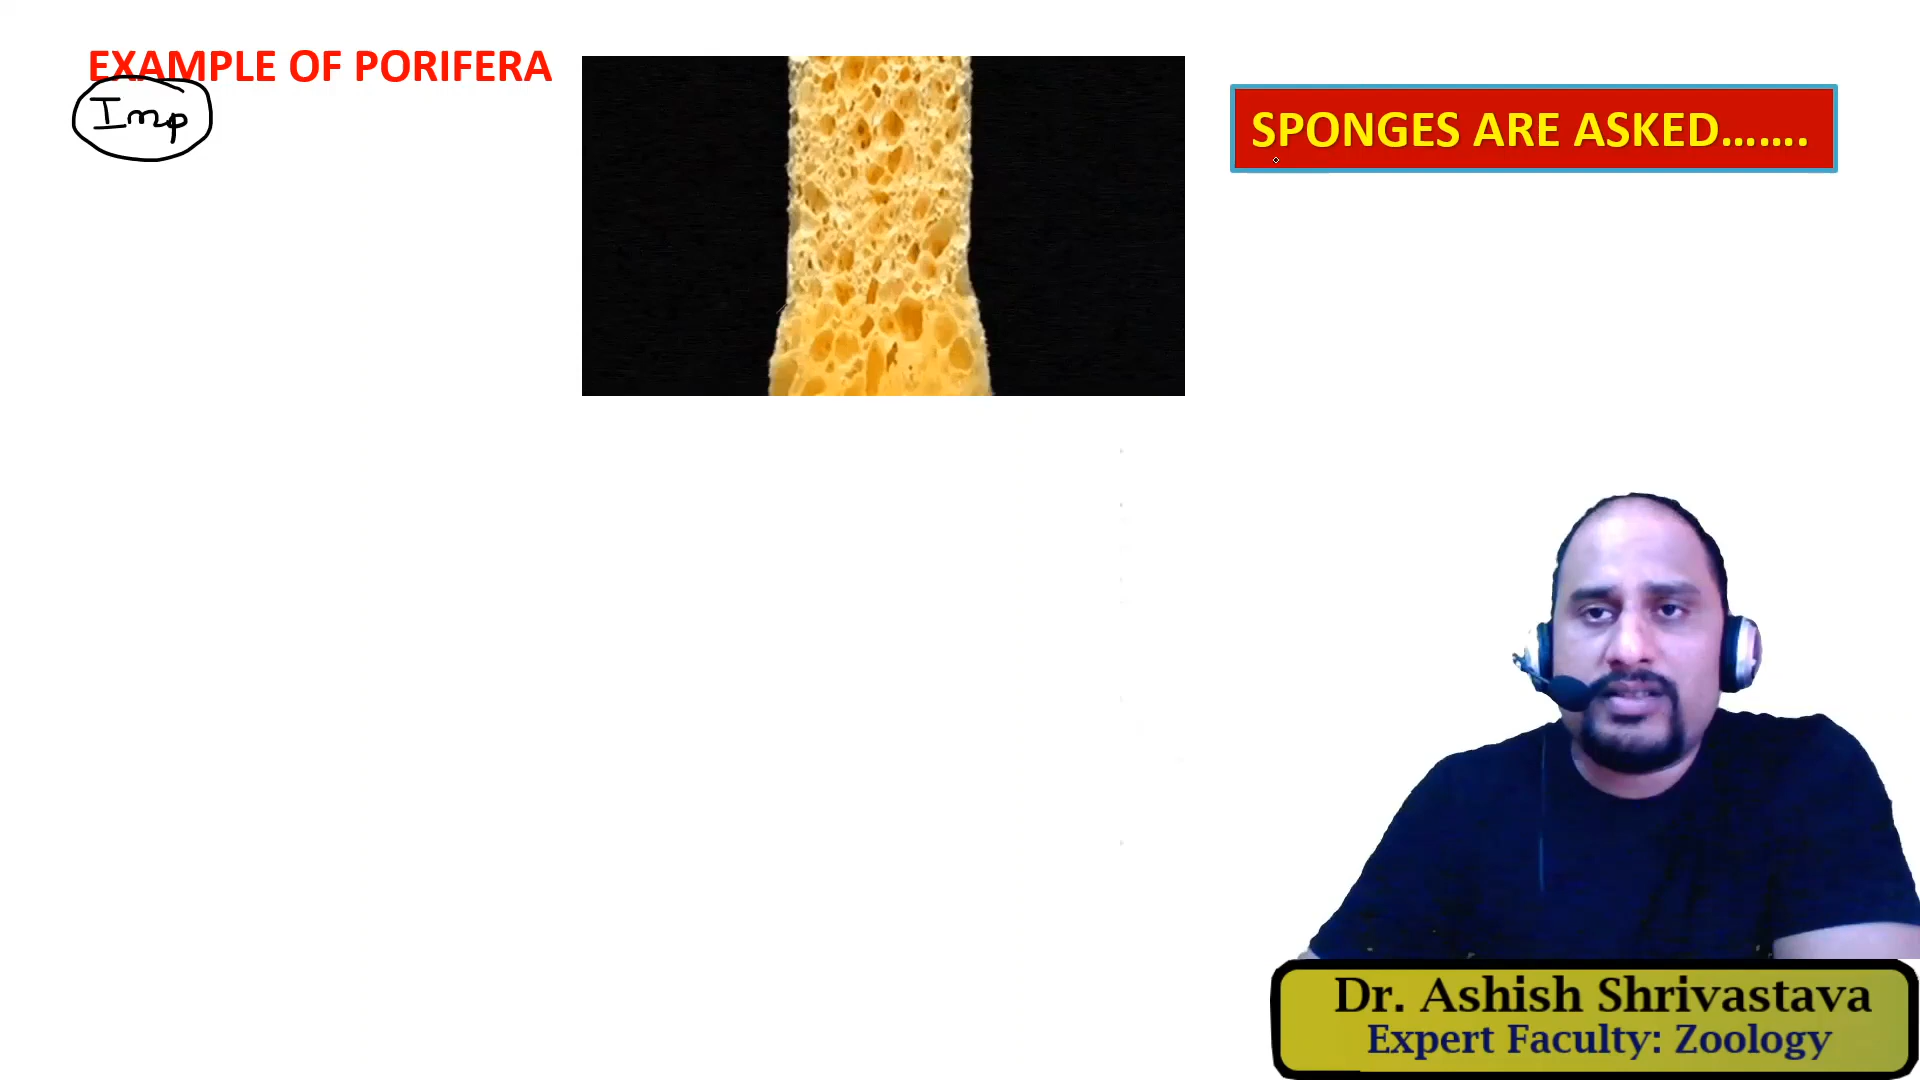 EXAMPLE OF PORIFERA
Imp
SPONGES ARE ASKED.......
Dr. Ashish Shrivastava
Expert Faculty: Zoology